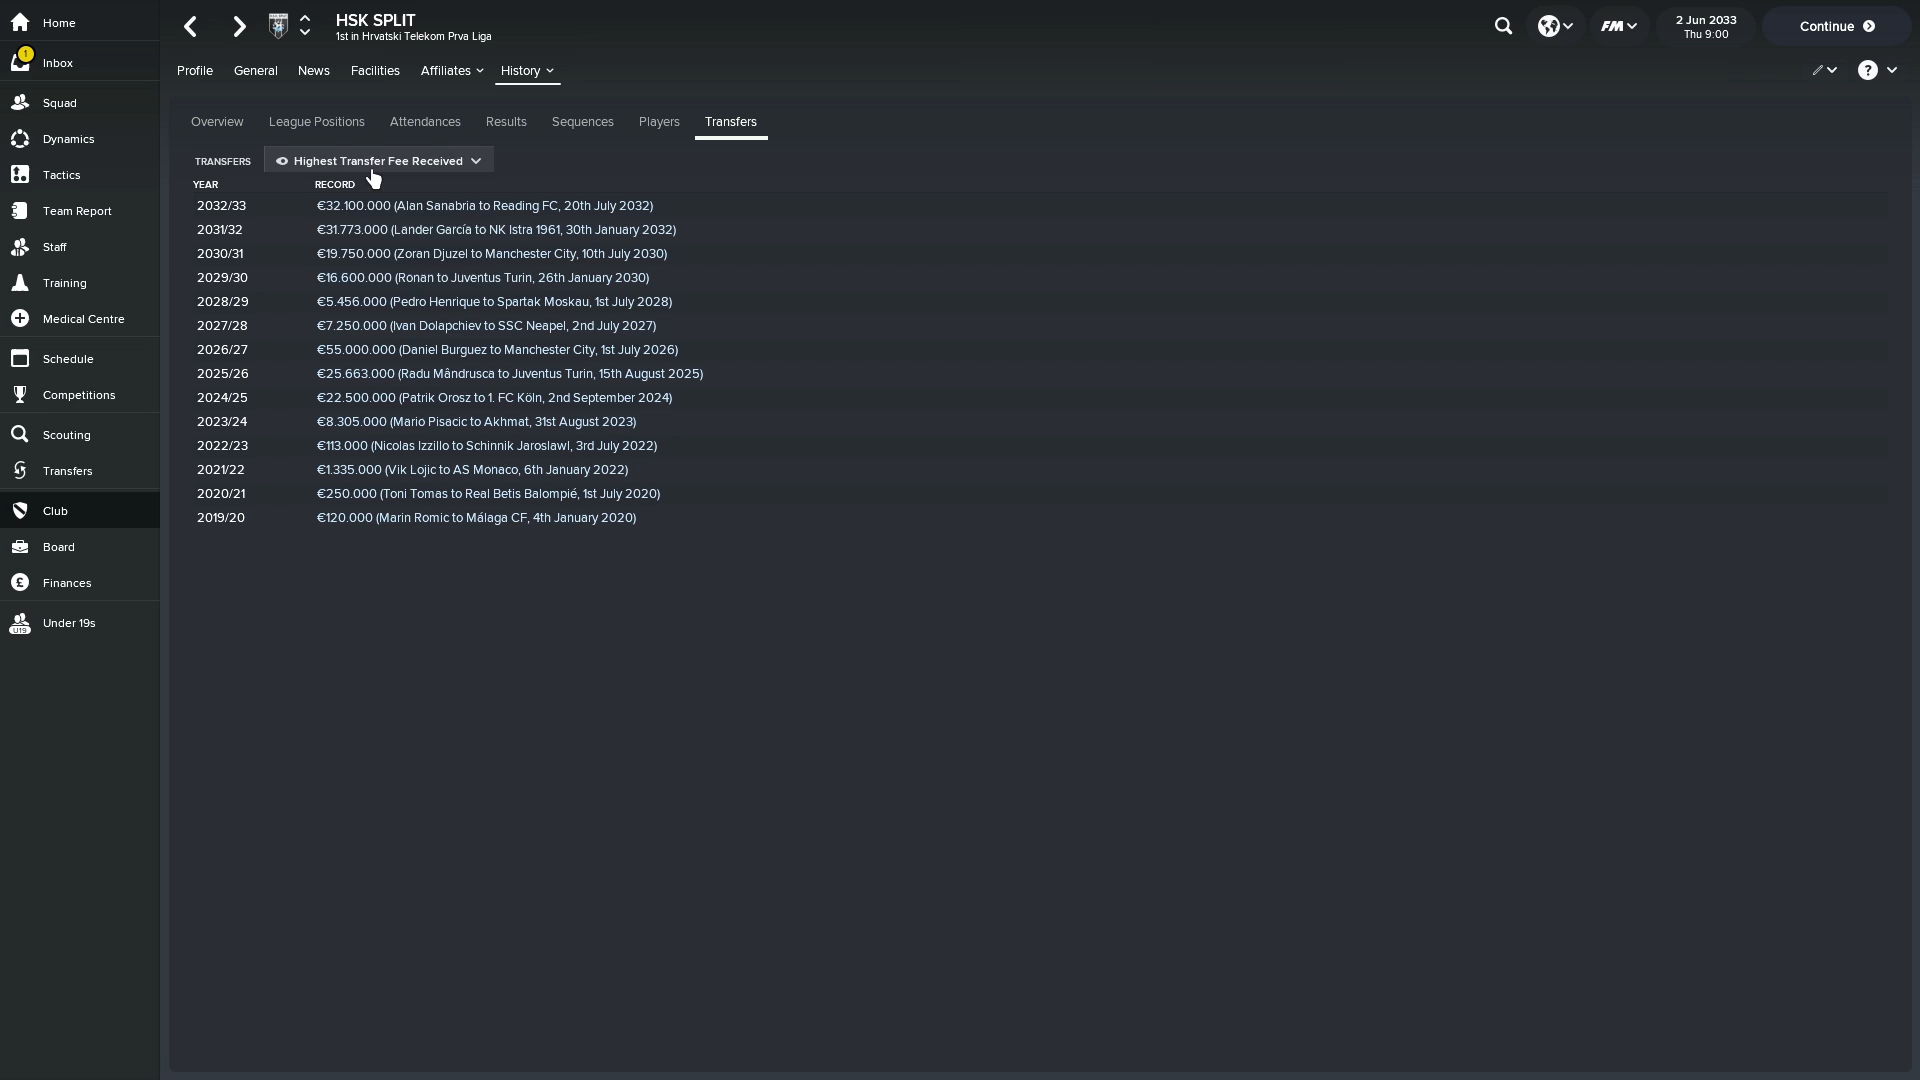 Home
1
Inbox
Squad
Dynamics
Tactics
Team Report
Staff
Training
Medical Centre
Schedule
Competitions
Scouting
Transfers
Club
Board
Finances
U19
Under 19s
HSK SPLIT
1st in Hrvatski Telekom Prva Liga
FM
2 Jun 2033
Thu 9:00
Continue
Profile General News Facilities Affiliates History
?
Overview League Positions Attendances Results Sequences Players Transfers
TRANSFERS Highest Transfer Fee Received
YEAR RECORD
2032/33 €32.100.000 (Alan Sanabria to Reading FC, 20th July 2032)
2031/32 €31.773.000 (Lander García to NK Istra 1961, 30th January 2032)
2030/31 €19.750.000 (Zoran Djuzel to Manchester City, 10th July 2030)
2029/30 €16.600.000 (Ronan to Juventus Turin, 26th January 2030)
2028/29 €5.456.000 (Pedro Henrique to Spartak Moskau, 1st July 2028)
2027/28 €7.250.000 (Ivan Dolapchiev to SSC Neapel, 2nd July 2027)
2026/27 €55.000.000 (Daniel Burguez to Manchester City, 1st July 2026)
2025/26 €25.663.000 (Radu Mândrusca to Juventus Turin, 15th August 2025)
2024/25 €22.500.000 (Patrik Orosz to 1. FC Köln, 2nd September 2024)
2023/24 €8.305.000 (Mario Pisacic to Akhmat, 31st August 2023)
2022/23 €113.000 (Nicolas Izzillo to Schinnik Jaroslawl, 3rd July 2022)
2021/22 €1.335.000 (Vik Lojic to AS Monaco, 6th January 2022)
2020/21 €250.000 (Toni Tomas to Real Betis Balompié, 1st July 2020)
2019/20 €120.000 (Marin Romic to Málaga CF, 4th January 2020)